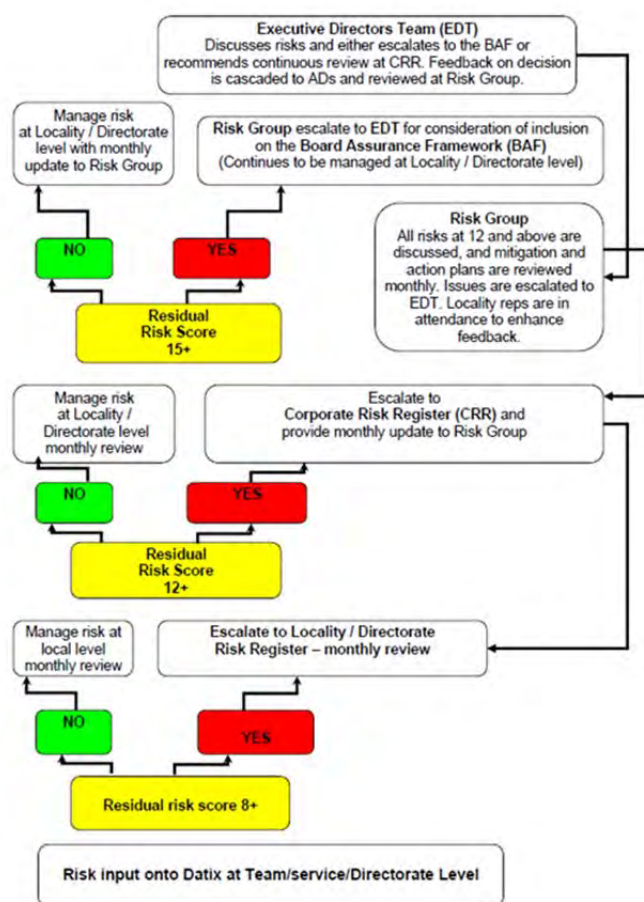 Executive Directors Team (EDT)
Discusses risks and either escalates to the BAF or
recommends continuous review at CRR. Feedback on decision
is cascaded to ADs and reviewed at Risk Group.
Manage risk
at Locality / Directorate
level with monthly
update to Risk Group
Risk Group escalate to EDT for consideration of inclusion
on the Board Assurance Framework (BAF)
(Continues to be managed at Locality / Directorate level)
Risk Group
All risks at 12 and above are
discussed, and mitigation and
action plans are reviewed
monthly. Issues are escalated to
EDT. Locality reps are in
attendance to enhance
feedback.
NO
YES
Residual
Risk Score
15+
Manage risk
at Locality /
Directorate level
monthly review
Escalate to
Corporate Risk Register (CRR) and
provide monthly update to Risk Group
NO
YES
Residual
Risk Score
12+
Manage risk at
local level
monthly review
Escalate to Locality / Directorate
Risk Register – monthly review
NO
YES
Residual risk score 8+
Risk input onto Datix at Team/service/Directorate Level